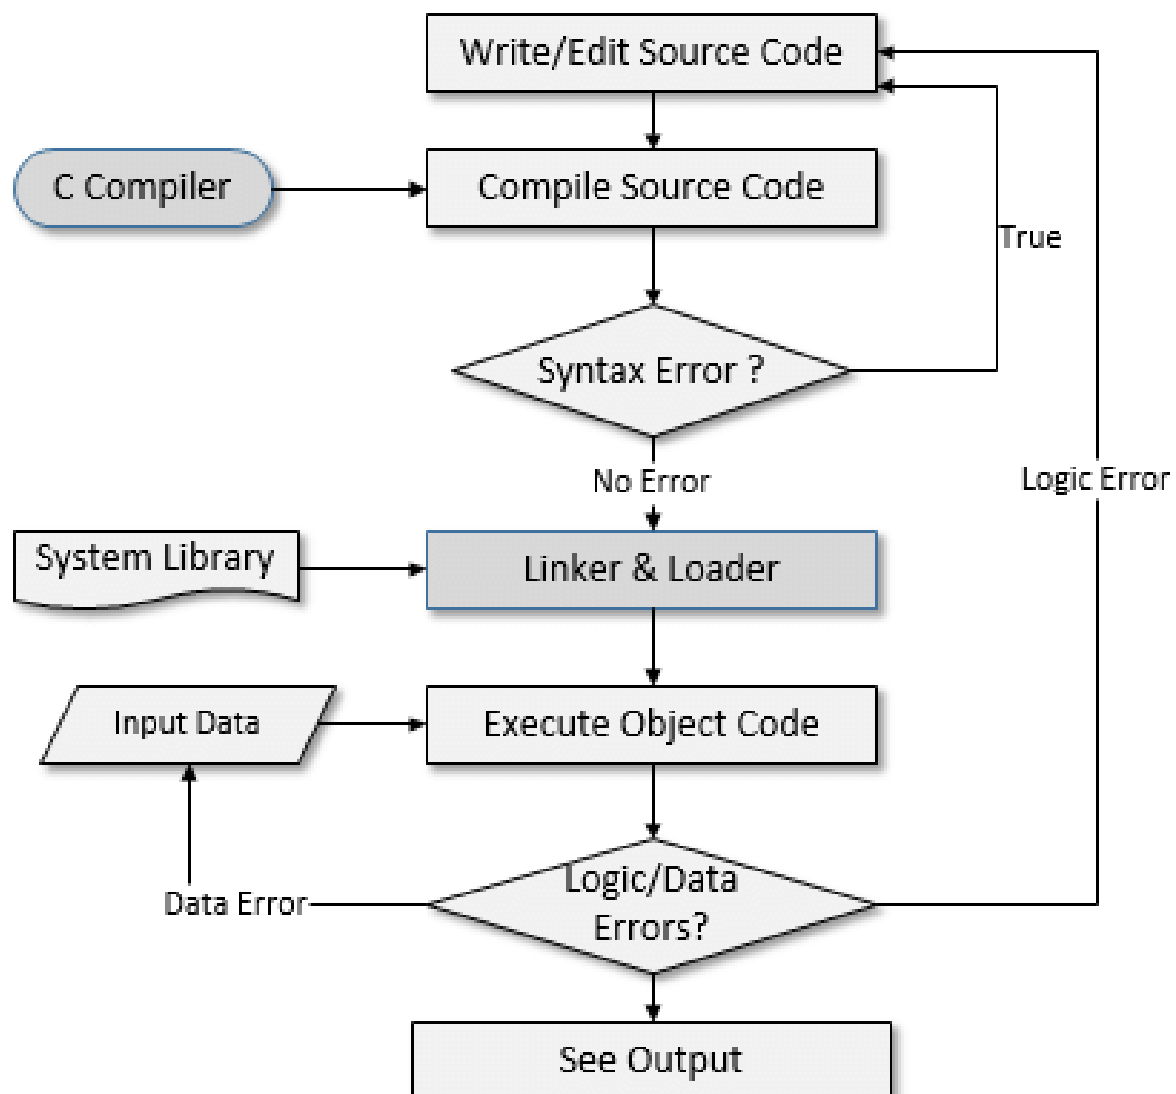 Write/Edit Source Code
C Compiler
Compile Source Code
True
Syntax Error ?
No Error
Logic Error
System Library
Linker & Loader
Input Data
Execute Object Code
Logic/Data
Errors?
Data Error
See Output